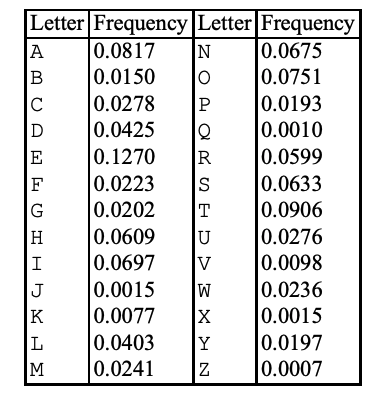 Letter Frequency Letter Frequency
A 0.0817 N 0.0675
B 0.0150 O 0.0751
C 0.0278 P 0.0193
D 0.0425 Q 0.0010
E 0.1270 R 0.0599
F 0.0223 S 0.0633
G 0.0202 T 0.0906
H 0.0609 U 0.0276
I 0.0697 V 0.0098
J 0.0015 W 0.0236
K 0.0077 X 0.0015
L 0.0403 Y 0.0197
M 0.0241 Z 0.0007